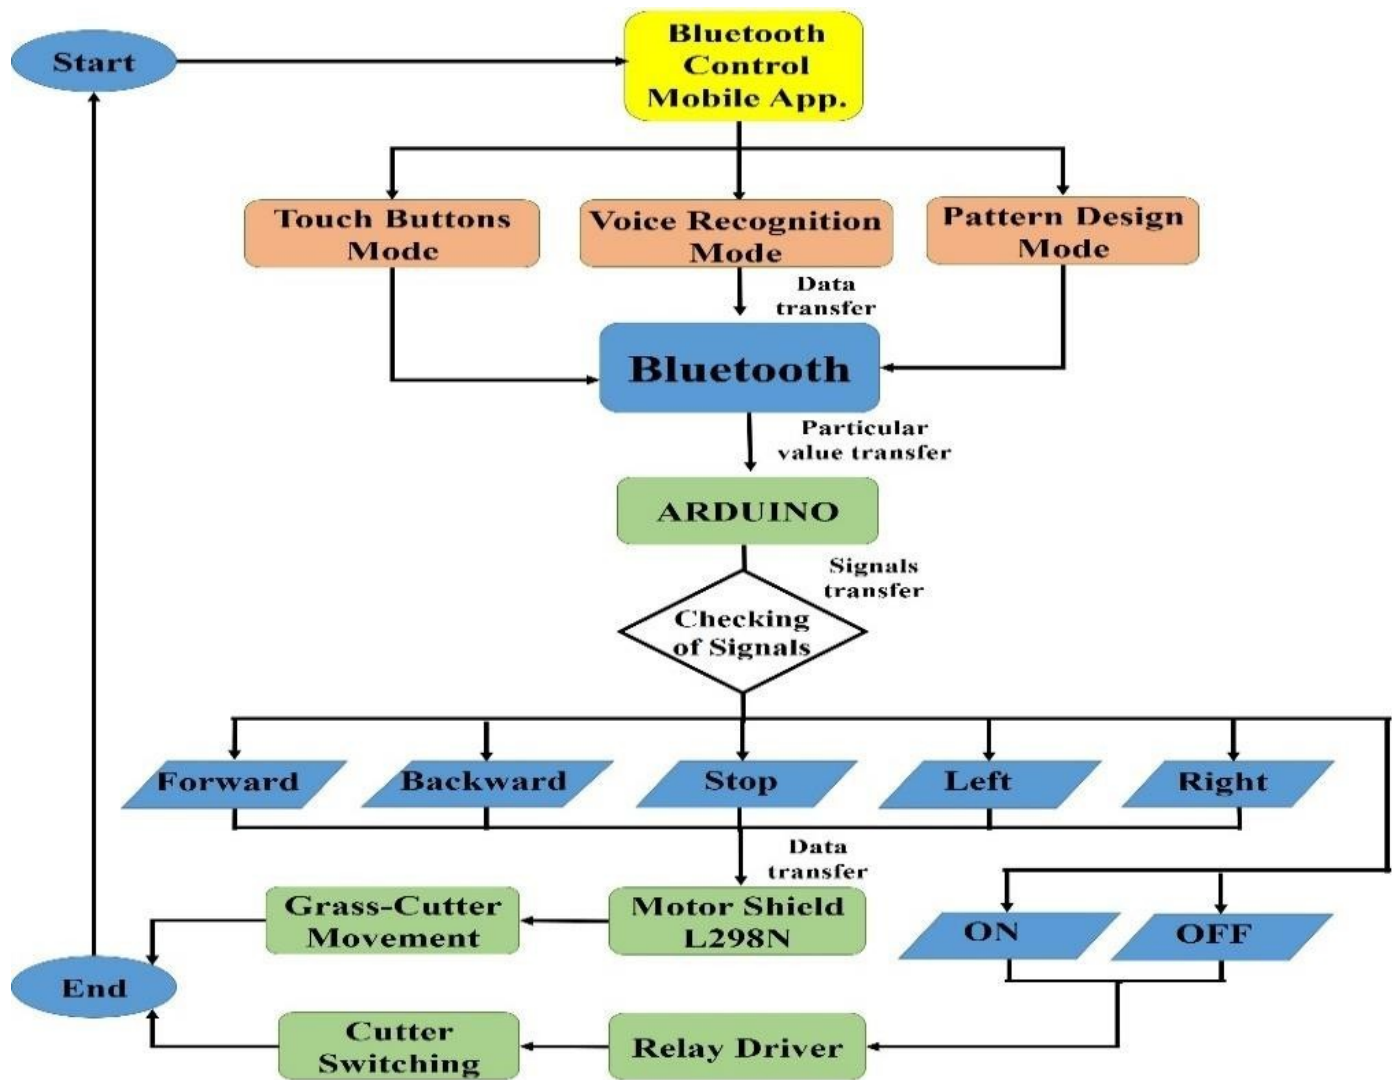 Start
Bluetooth
Control
Mobile App.
Touch Buttons
Mode
Voice Recognition
Mode
Pattern Design
Mode
Data
transfer
Bluetooth
Particular
value transfer
ARDUINO
Signals
transfer
Checking
of Signals
Forward
Backward
Stop
Left
Right
Data
transfer
Grass-Cutter
Movement
Motor Shield
L298N
ON
OFF
End
Cutter
Switching
Relay Driver